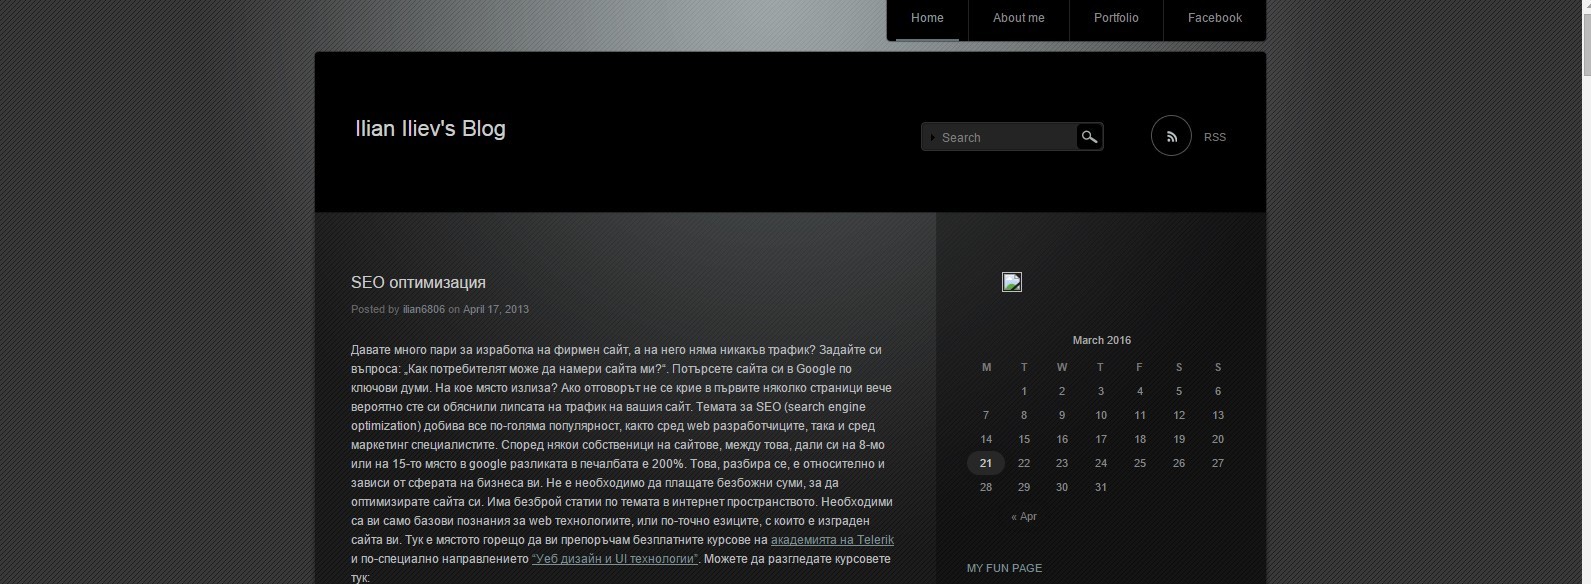 Home About me Portfolio Facebook
Ilian Iliev's Blog
Search
RSS
SEO оптимизация
Posted by ilian6806 on April 17, 2013
Давате много пари за изработка на фирмен сайт, а на него няма никакъв трафик? Задайте си
въпроса: „Как потребителят може да намери сайта ми?“. Потърсете сайта си в Google по
ключови думи. На кое място излиза? Ако отговорът не се крие в първите няколко страници вече
вероятно сте си обяснили липсата на трафик на вашия сайт. Темата за SEO (search engine
optimization) добива все по-голяма популярност, както сред web разработчиците, така и сред
маркетинг специалистите. Според някои собственици на сайтове, между това, дали си на 8-мо
или на 15-то място в google разликата в печалбата е 200%. Това, разбира се, е относително и
зависи от сферата на бизнеса ви. Не е необходимо да плащате безбожни суми, за да
оптимизирате сайта си. Има безброй статии по темата в интернет пространството. Необходими
са ви само базови познания за web технологиите, или по-точно езиците, с които е изграден
сайта ви. Тук е мястото горещо да ви препоръчам безплатните курсове на академията на Telerik
и по-специално направлението “Уеб дизайн и UI технологии”. Можете да разгледате курсовете
тук:
March 2016
M T W T F S S
1 2 3 4 5 6
7 8 9 10 11 12 13
14 15 16 17 18 19 20
21 22 23 24 25 26 27
28 29 30 31
« Apr
MY FUN PAGE